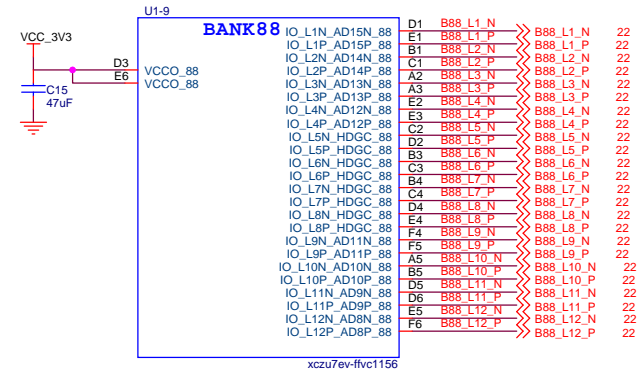 U1-9
BANK88
VCC_3V3
D3 VCCO_88
E6 VCCO_88
C15
47uF
IO_L1N_AD15N_88 D1 B88_L1_N B88_L1_N 22
IO_L1P_AD15P_88 E1 B88_L1_P B88_L1_P 22
IO_L2N_AD14N_88 B1 B88_L2_N B88_L2_N 22
IO_L2P_AD14P_88 C1 B88_L2_P B88_L2_P 22
IO_L3N_AD13N_88 A2 B88_L3_N B88_L3_N 22
IO_L3P_AD13P_88 A3 B88_L3_P B88_L3_P 22
IO_L4N_AD12N_88 E2 B88_L4_N B88_L4_N 22
IO_L4P_AD12P_88 E3 B88_L4_P B88_L4_P 22
IO_L5N_HDGC_88 C2 B88_L5_N B88_L5_N 22
IO_L5P_HDGC_88 D2 B88_L5_P B88_L5_P 22
IO_L6N_HDGC_88 B3 B88_L6_N B88_L6_N 22
IO_L6P_HDGC_88 C3 B88_L6_P B88_L6_P 22
IO_L7N_HDGC_88 B4 B88_L7_N B88_L7_N 22
IO_L7P_HDGC_88 C4 B88_L7_P B88_L7_P 22
IO_L8N_HDGC_88 D4 B88_L8_N B88_L8_N 22
IO_L8P_HDGC_88 E4 B88_L8_P B88_L8_P 22
IO_L9N_AD11N_88 F4 B88_L9_N B88_L9_N 22
IO_L9P_AD11P_88 F5 B88_L9_P B88_L9_P 22
IO_L10N_AD10N_88 A5 B88_L10_N B88_L10_N 22
IO_L10P_AD10P_88 B5 B88_L10_P B88_L10_P 22
IO_L11N_AD9N_88 D5 B88_L11_N B88_L11_N 22
IO_L11P_AD9P_88 D6 B88_L11_P B88_L11_P 22
IO_L12N_AD8N_88 E5 B88_L12_N B88_L12_N 22
IO_L12P_AD8P_88 F6 B88_L12_P B88_L12_P 22
xczu7ev-ffvc1156